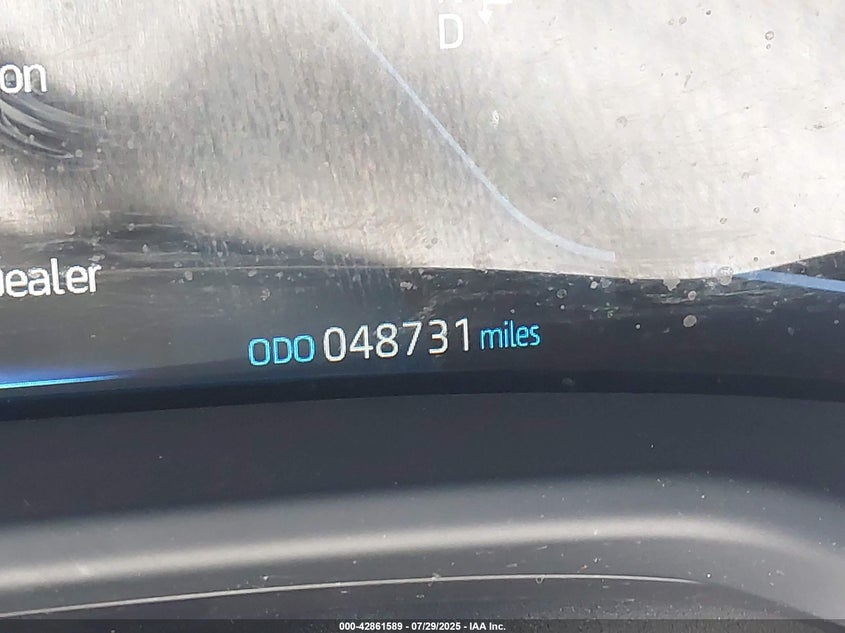 D
on
ealer
ODO 048731 miles
000-42861589 - 07/29/2025 - IAA Inc.